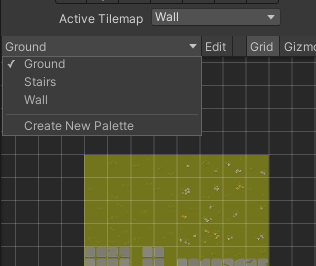 Active Tilemap Wall
Ground Edit Grid Gizmo
✓ Ground
Stairs
Wall
Create New Palette